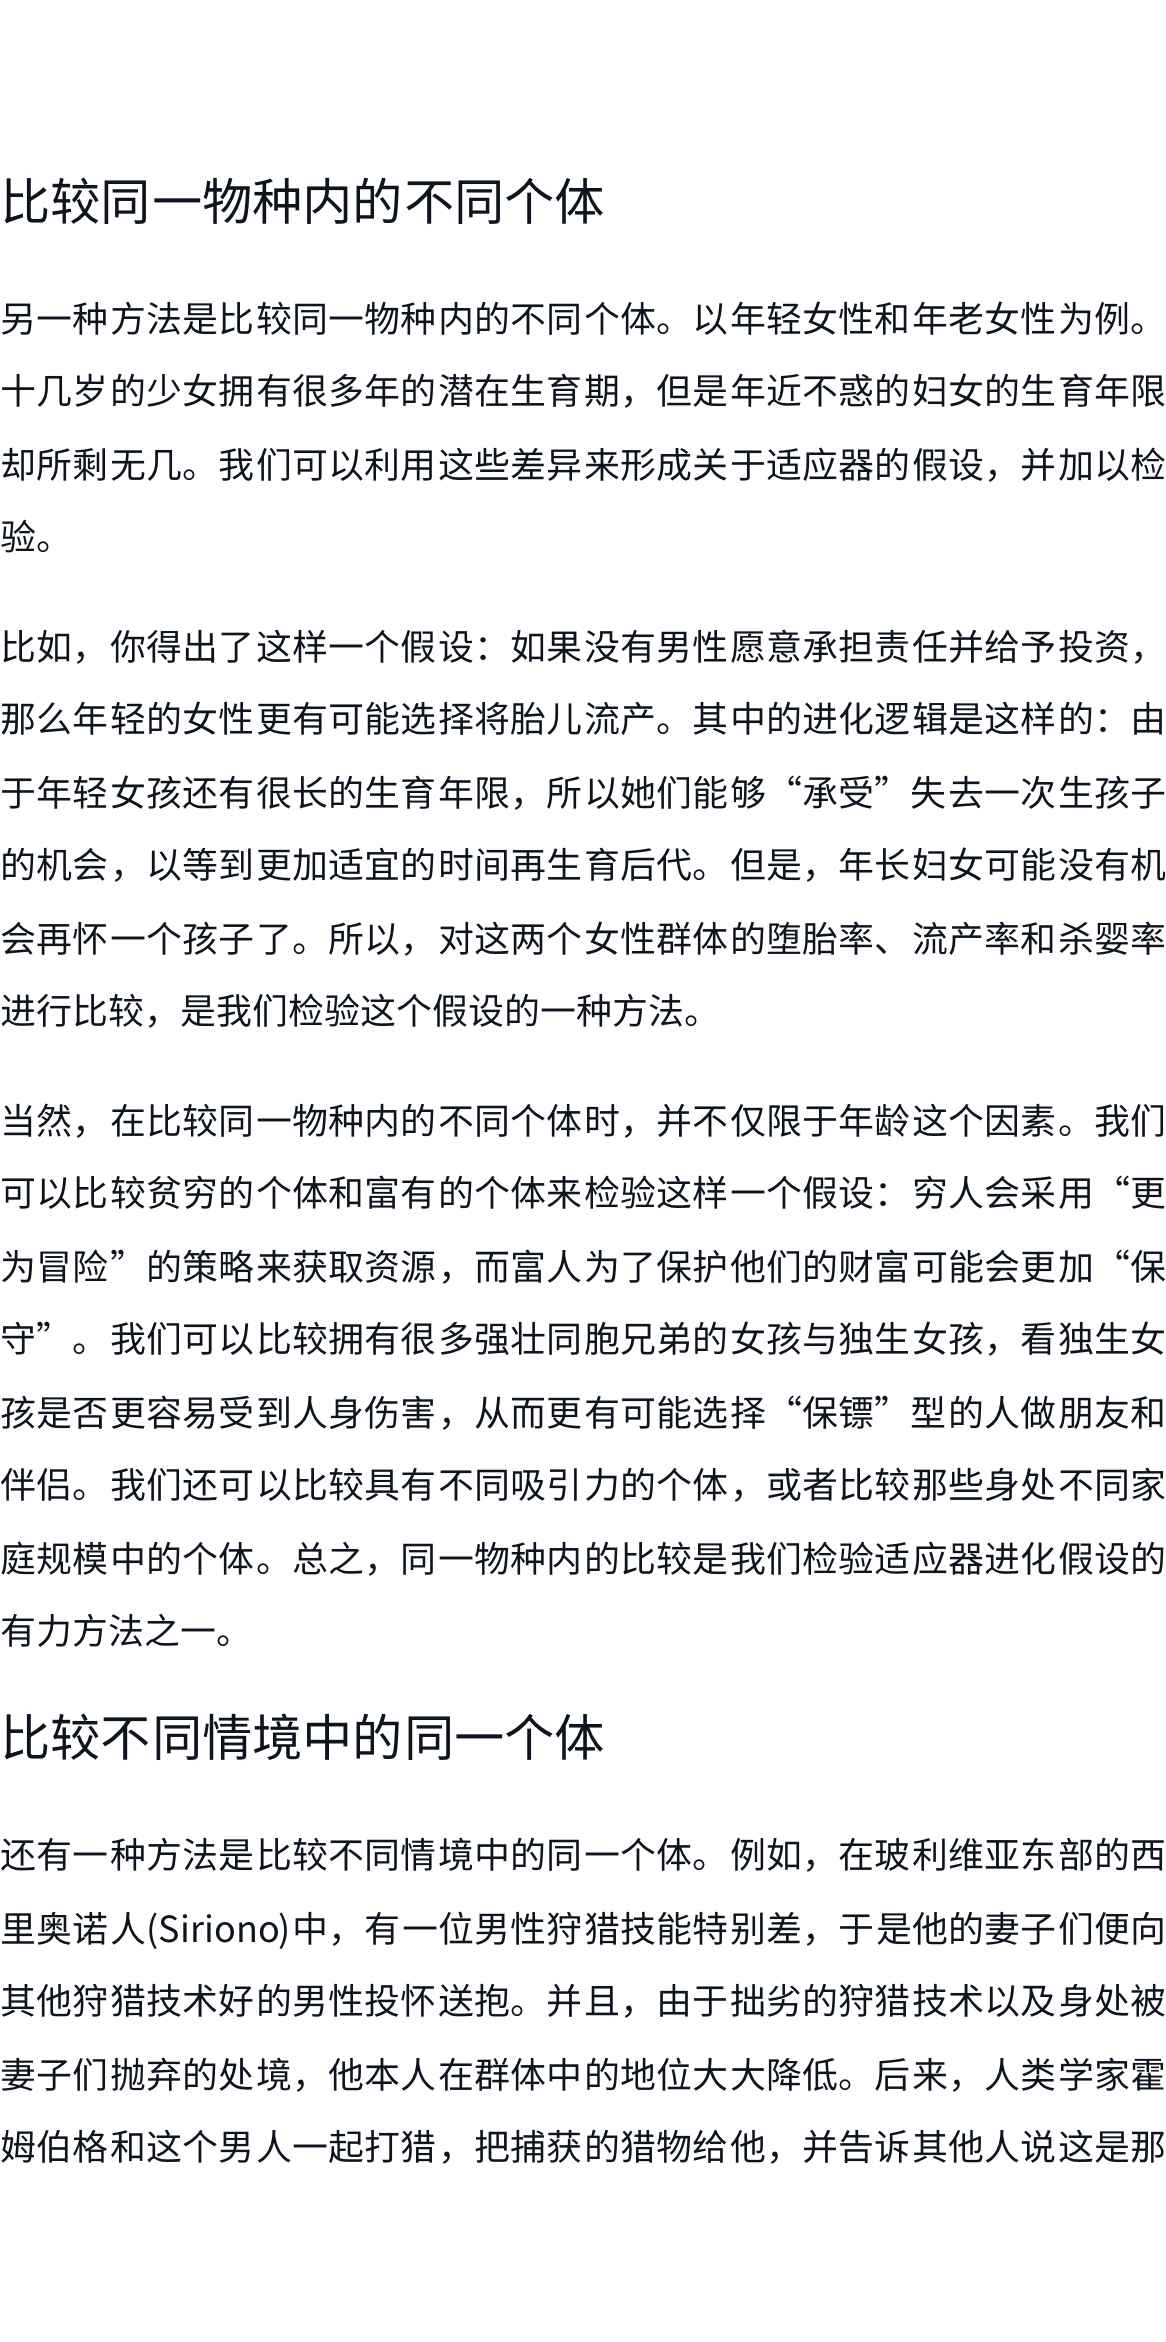 比较同一物种内的不同个体
另一种方法是比较同一物种内的不同个体。以年轻女性和年老女性为例。
十几岁的少女拥有很多年的潜在生育期，但是年近不惑的妇女的生育年限
却所剩无几。我们可以利用这些差异来形成关于适应器的假设，并加以检
验。
比如，你得出了这样一个假设：如果没有男性愿意承担责任并给予投资，
那么年轻的女性更有可能选择将胎儿流产。其中的进化逻辑是这样的：由
于年轻女孩还有很长的生育年限，所以她们能够“承受”失去一次生孩子
的机会，以等到更加适宜的时间再生育后代。但是，年长妇女可能没有机
会再怀一个孩子了。所以，对这两个女性群体的堕胎率、流产率和杀婴率
进行比较，是我们检验这个假设的一种方法。
当然，在比较同一物种内的不同个体时，并不仅限于年龄这个因素。我们
可以比较贫穷的个体和富有的个体来检验这样一个假设：穷人会采用“更
为冒险”的策略来获取资源，而富人为了保护他们的财富可能会更加“保
守”。我们可以比较拥有很多强壮同胞兄弟的女孩与独生女孩，看独生女
孩是否更容易受到人身伤害，从而更有可能选择“保镖”型的人做朋友和
伴侣。我们还可以比较具有不同吸引力的个体，或者比较那些身处不同家
庭规模中的个体。总之，同一物种内的比较是我们检验适应器进化假设的
有力方法之一。
比较不同情境中的同一个体
还有一种方法是比较不同情境中的同一个体。例如，在玻利维亚东部的西
里奥诺人(Siriono)中，有一位男性狩猎技能特别差，于是他的妻子们便向
其他狩猎技术好的男性投怀送抱。并且，由于拙劣的狩猎技术以及身处被
妻子们抛弃的处境，他本人在群体中的地位大大降低。后来，人类学家霍
姆伯格和这个男人一起打猎，把捕获的猎物给他，并告诉其他人说这是那